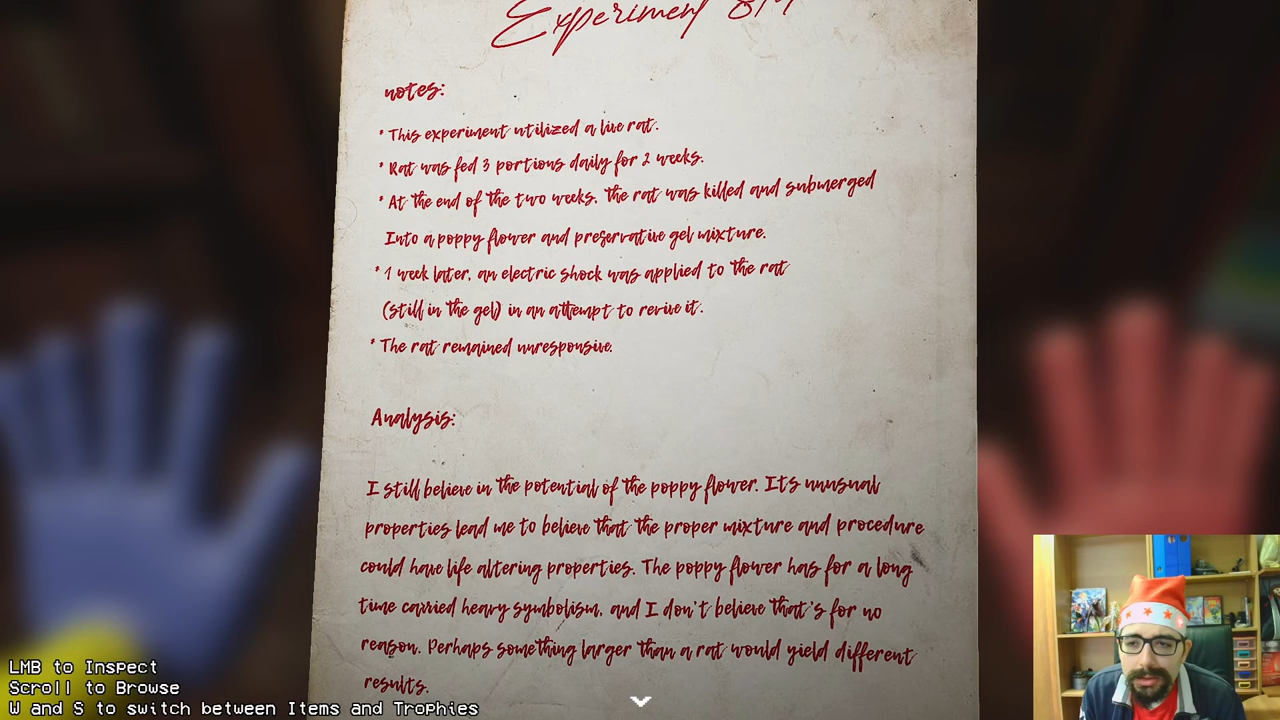 Experiment
notes:
* This experiment utilized a live rat.
* Rat was fed 3 portions daily for 2 weeks.
* At the end of the two weeks, the rat was killed and submerged
Into a poppy flower and preservative gel mixture.
* 1 week later, an electric shock was applied to the rat
(still in the gel) in an attempt to revive it.
* The rat remained unresponsive.
Analysis:
I still believe in the potential of the poppy flower. Its unusual
properties lead me to believe that the proper mixture and procedure
could have life altering properties. The poppy flower has for a long
time carried heavy symbolism, and I don't believe that's for no
reason. Perhaps something larger than a rat would yield different
results.
LMB to Inspect
Scroll to Browse
W and S to switch between Items and Trophies